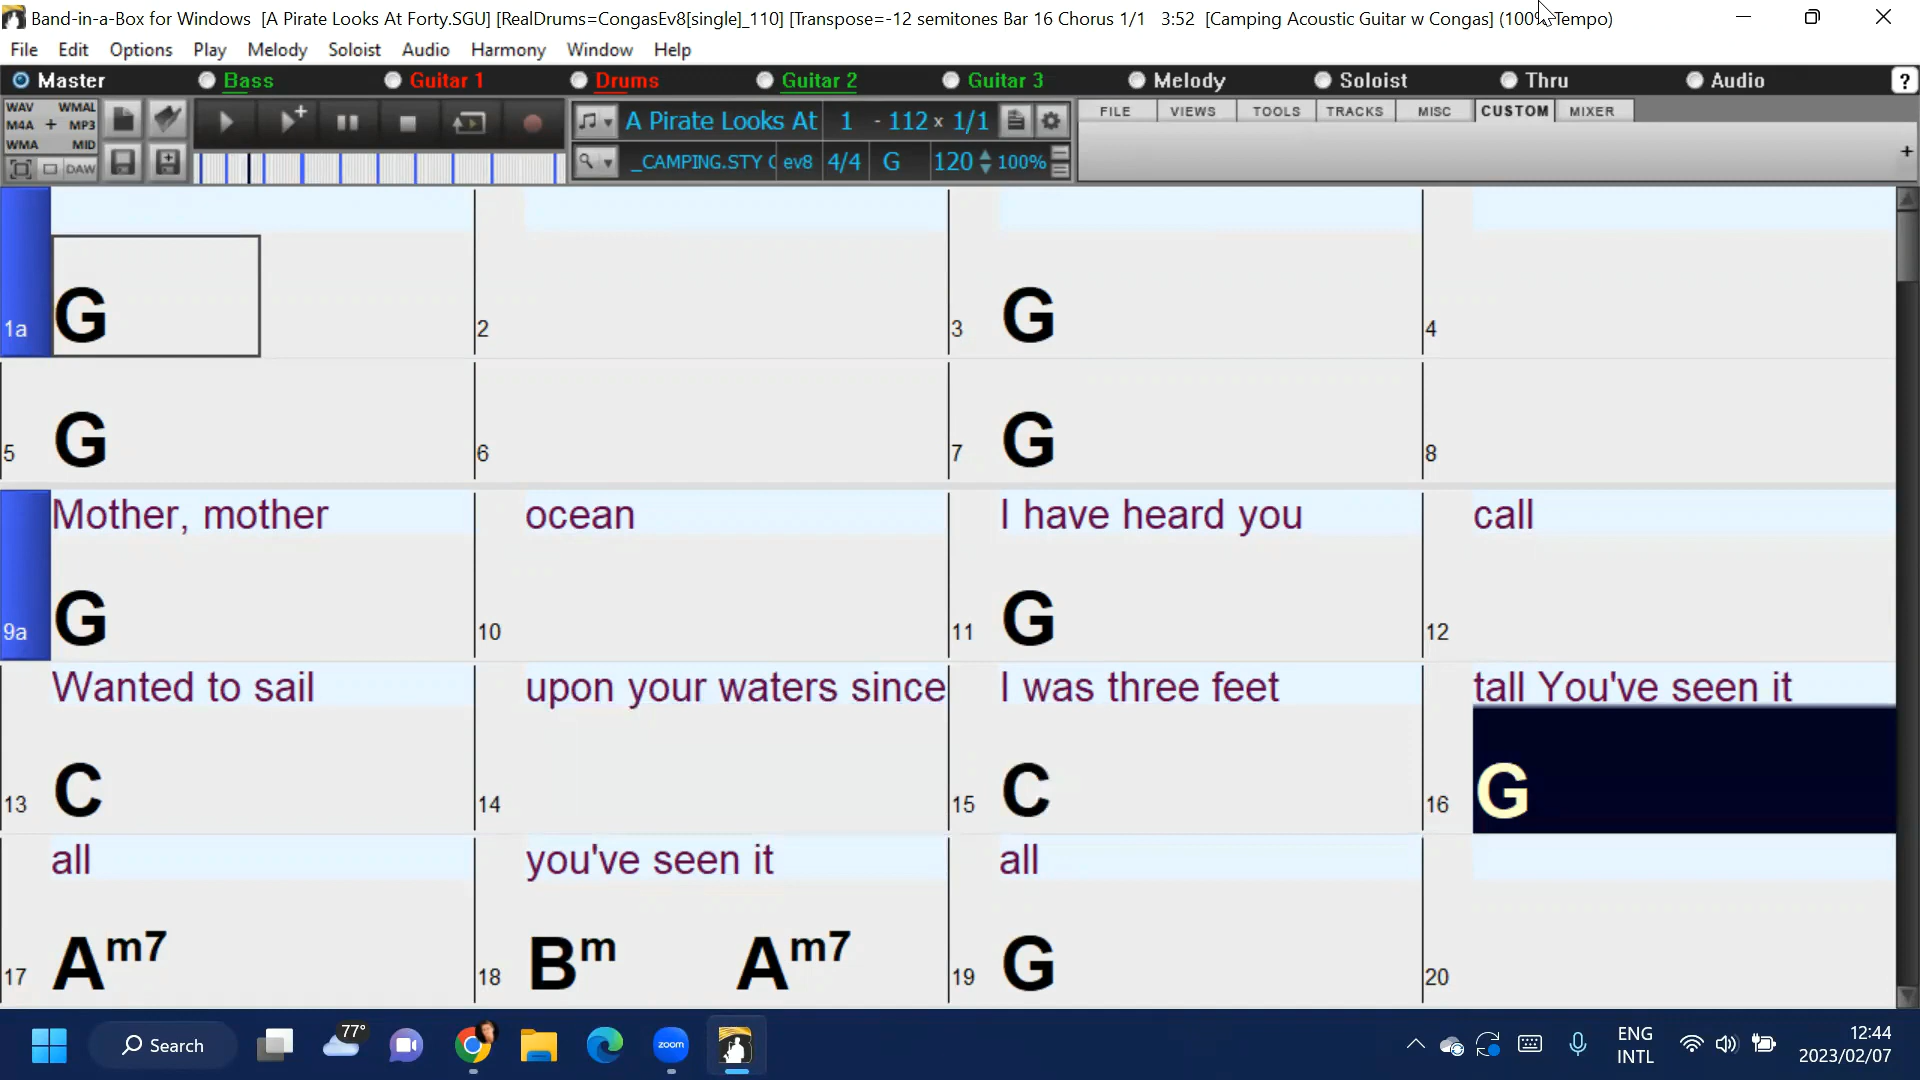 Band-in-a-Box for Windows [A Pirate Looks At Forty.SGU] [RealDrums=CongasEv8[single]_110] [Transpose=-12 semitones Bar 16 Chorus 1/1 3:52 [Camping Acoustic Guitar w Congas] (100% Tempo)
File Edit Options Play Melody Soloist Audio Harmony Window Help
Master Bass Guitar 1 Drums Guitar 2 Guitar 3 Melody Soloist Thru Audio ?
WAV WMAL
M4A + MP3
WMA MID
DAW
A Pirate Looks At 1 - 112 x 1/1
_CAMPING.STY ( ev8 4/4 G 120 100%
FILE VIEWS TOOLS TRACKS MISC CUSTOM MIXER
+
1a G 2 3 G 4
5 G 6 7 G 8
Mother, mother ocean I have heard you call
9a G 10 11 G 12
Wanted to sail upon your waters since I was three feet tall You've seen it
13 C 14 15 C 16 G
all you've seen it all
17 Am7 18 Bm Am7 19 G 20
77°
Search
zoom
ENG
INTL
12:44
2023/02/07